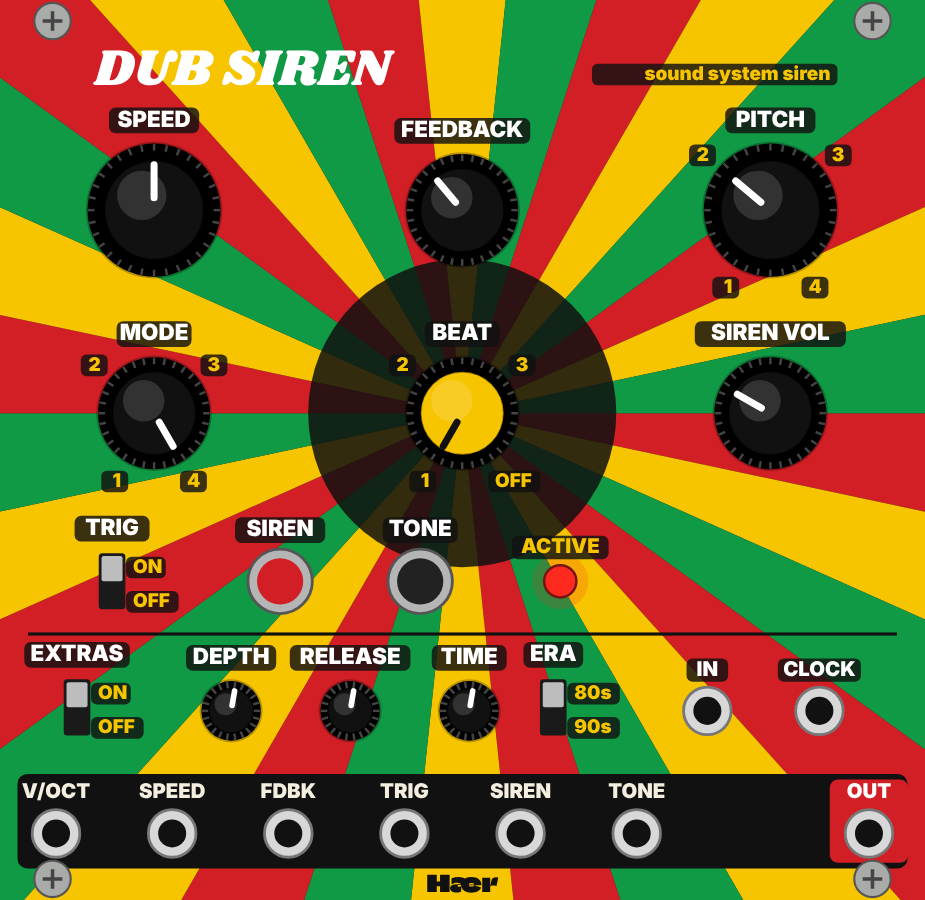 DUB SIREN
sound system siren
SPEED
FEEDBACK
PITCH
2
3
1
4
MODE
BEAT
SIREN VOL
2
3
2
3
1
4
1
OFF
TRIG
SIREN
TONE
ACTIVE
ON
OFF
EXTRAS
DEPTH
RELEASE
TIME
ERA
IN
CLOCK
ON
OFF
80s
90s
V/OCT
SPEED
FDBK
TRIG
SIREN
TONE
OUT
Hær